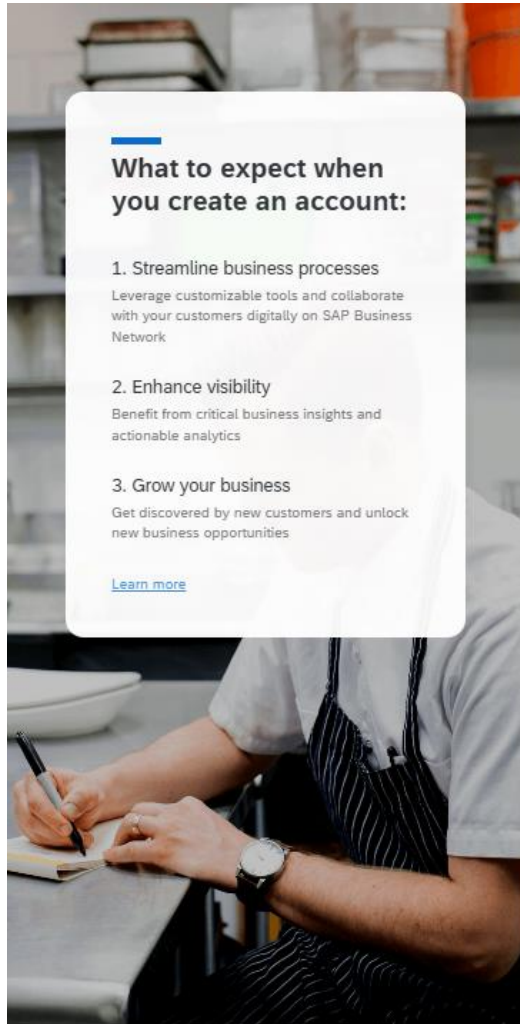 What to expect when
you create an account:
1. Streamline business processes
Leverage customizable tools and collaborate
with your customers digitally on SAP Business
Network
2. Enhance visibility
Benefit from critical business insights and
actionable analytics
3. Grow your business
Get discovered by new customers and unlock
new business opportunities
Learn more